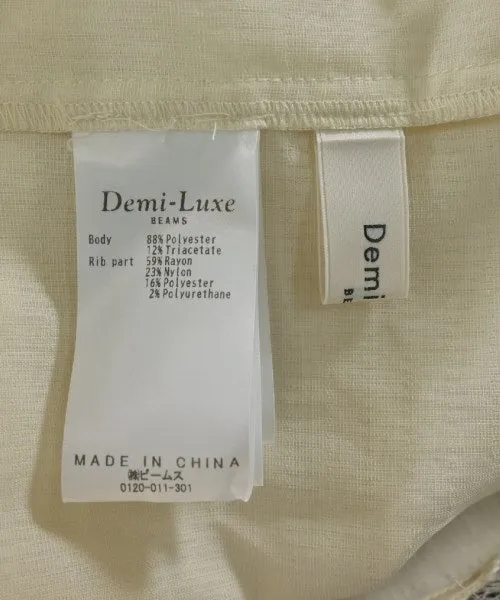 Demi-Luxe
BEAMS
Body 88% Polyester
12% Triacetate
Rib part 59% Rayon
23% Nylon
16% Polyester
2% Polyurethane
MADE IN CHINA
㈱ビームス
0120-011-301
Demi-
BE